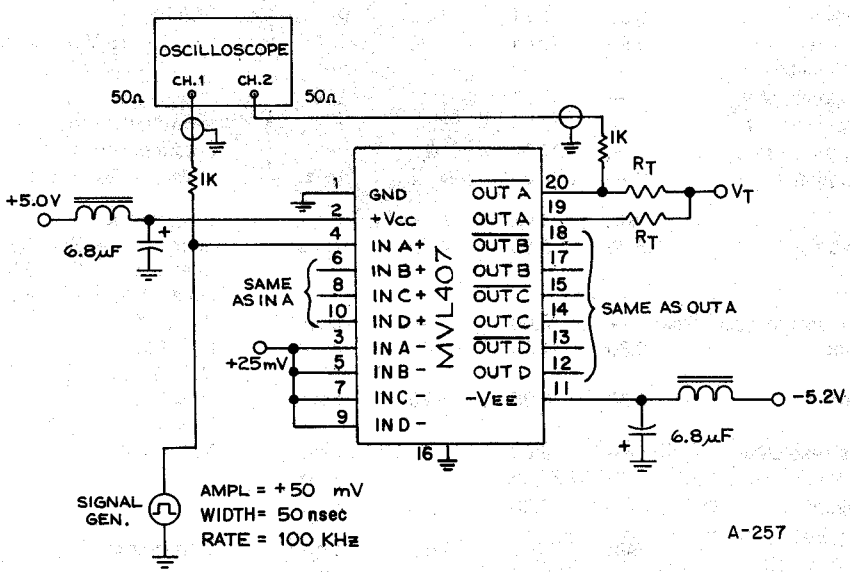 OSCILLOSCOPE
CH.1 CH.2
50Ω 50Ω
1K
1K
+5.0V
6.8µF
+
1 GND
2 +VCC
4 IN A+
6 IN B+
8 IN C+
10 IN D+
3 IN A-
5 IN B-
7 IN C-
9 IN D-
16
SAME
AS IN A
+25mV
MVL407
OUT A 20
OUT A 19
OUT B 18
OUT B 17
OUT C 15
OUT C 14
OUT D 13
OUT D 12
-VEE 11
RT
RT
VT
SAME AS OUT A
-5.2V
+
6.8µF
SIGNAL
GEN.
AMPL = +50 mV
WIDTH= 50 nsec
RATE = 100 KHz
A-257